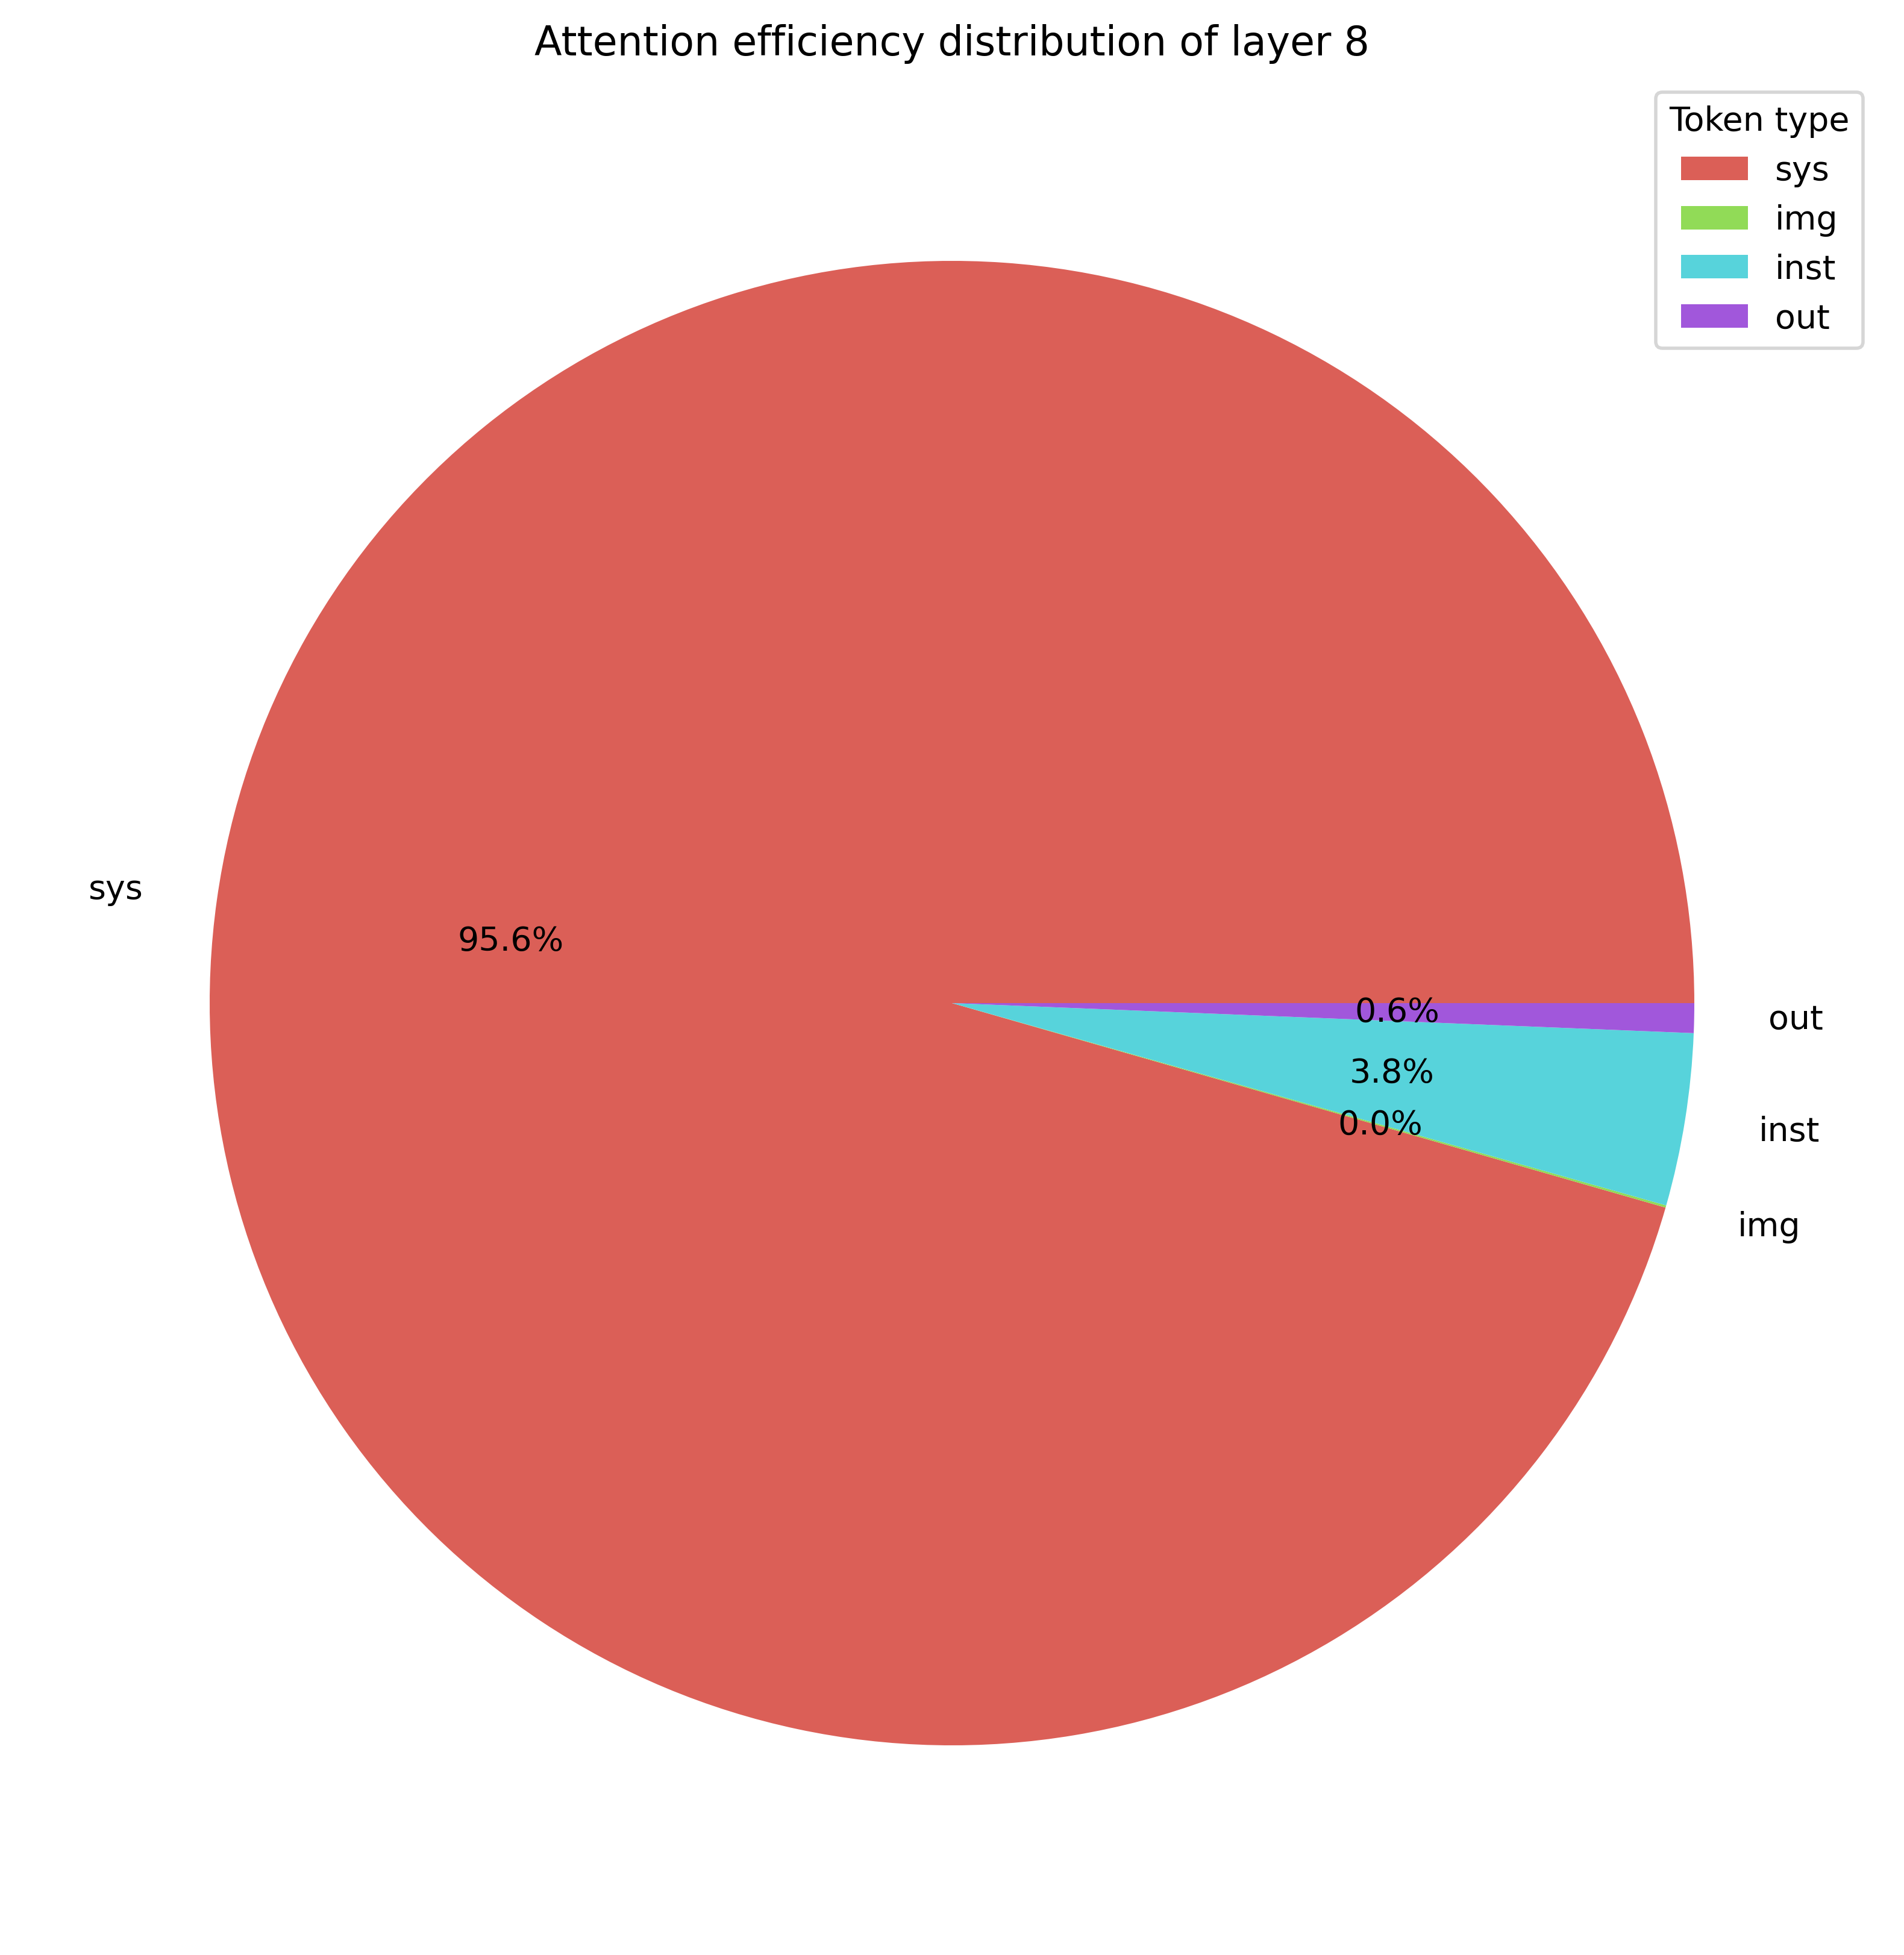 Attention efficiency distribution of layer 8
Token type
sys
img
inst
out
sys
95.6%
0.6%
out
3.8%
inst
0.0%
img